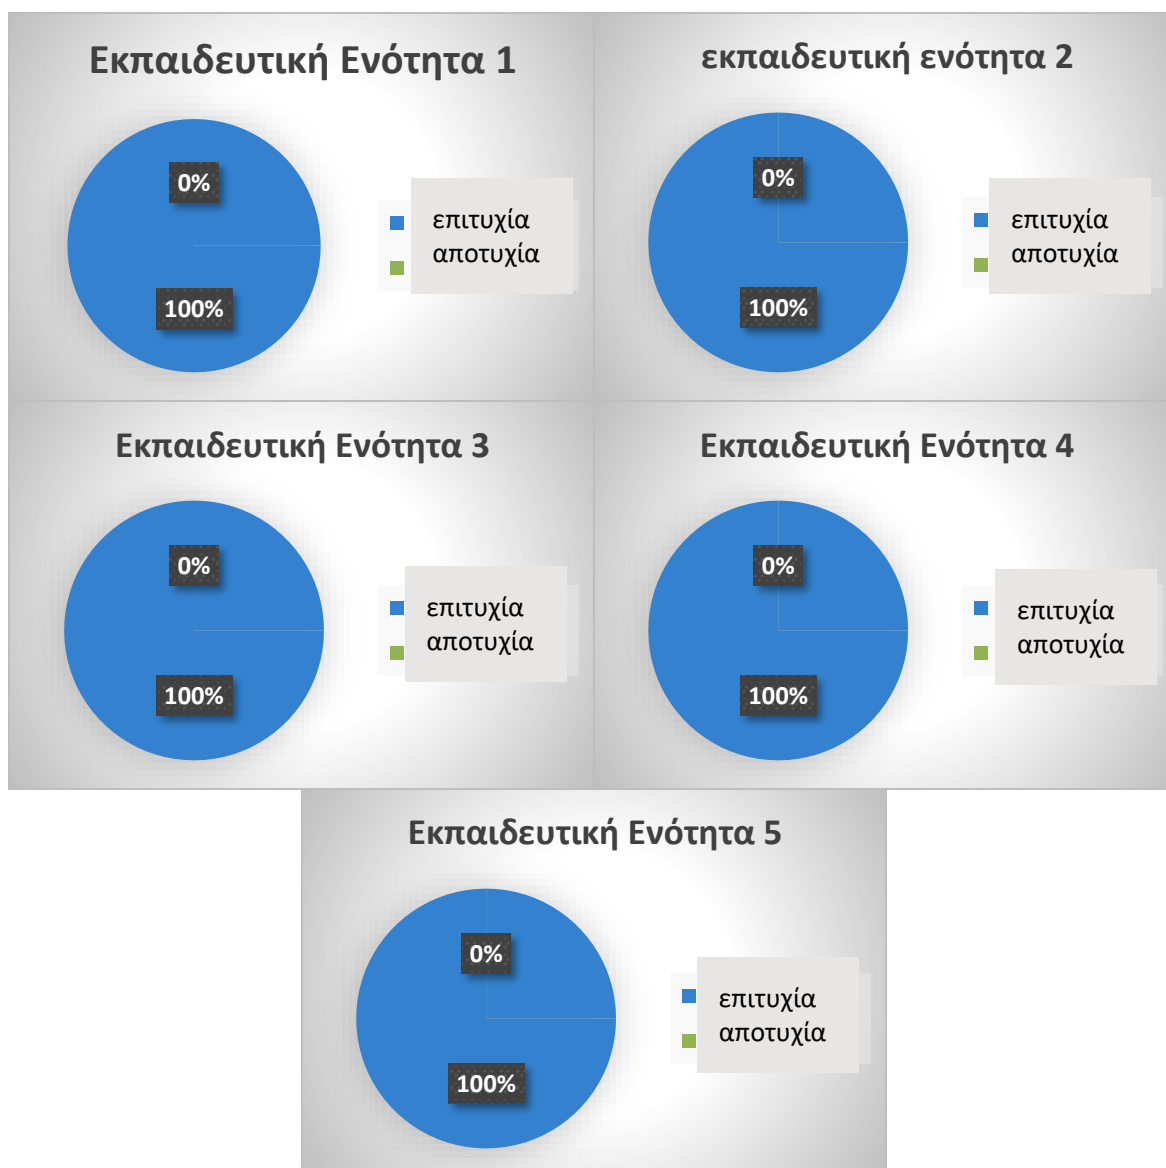 Εκπαιδευτική Ενότητα 1
0%
100%
επιτυχία
αποτυχία
εκπαιδευτική ενότητα 2
0%
100%
επιτυχία
αποτυχία
Εκπαιδευτική Ενότητα 3
0%
100%
επιτυχία
αποτυχία
Εκπαιδευτική Ενότητα 4
0%
100%
επιτυχία
αποτυχία
Εκπαιδευτική Ενότητα 5
0%
100%
επιτυχία
αποτυχία